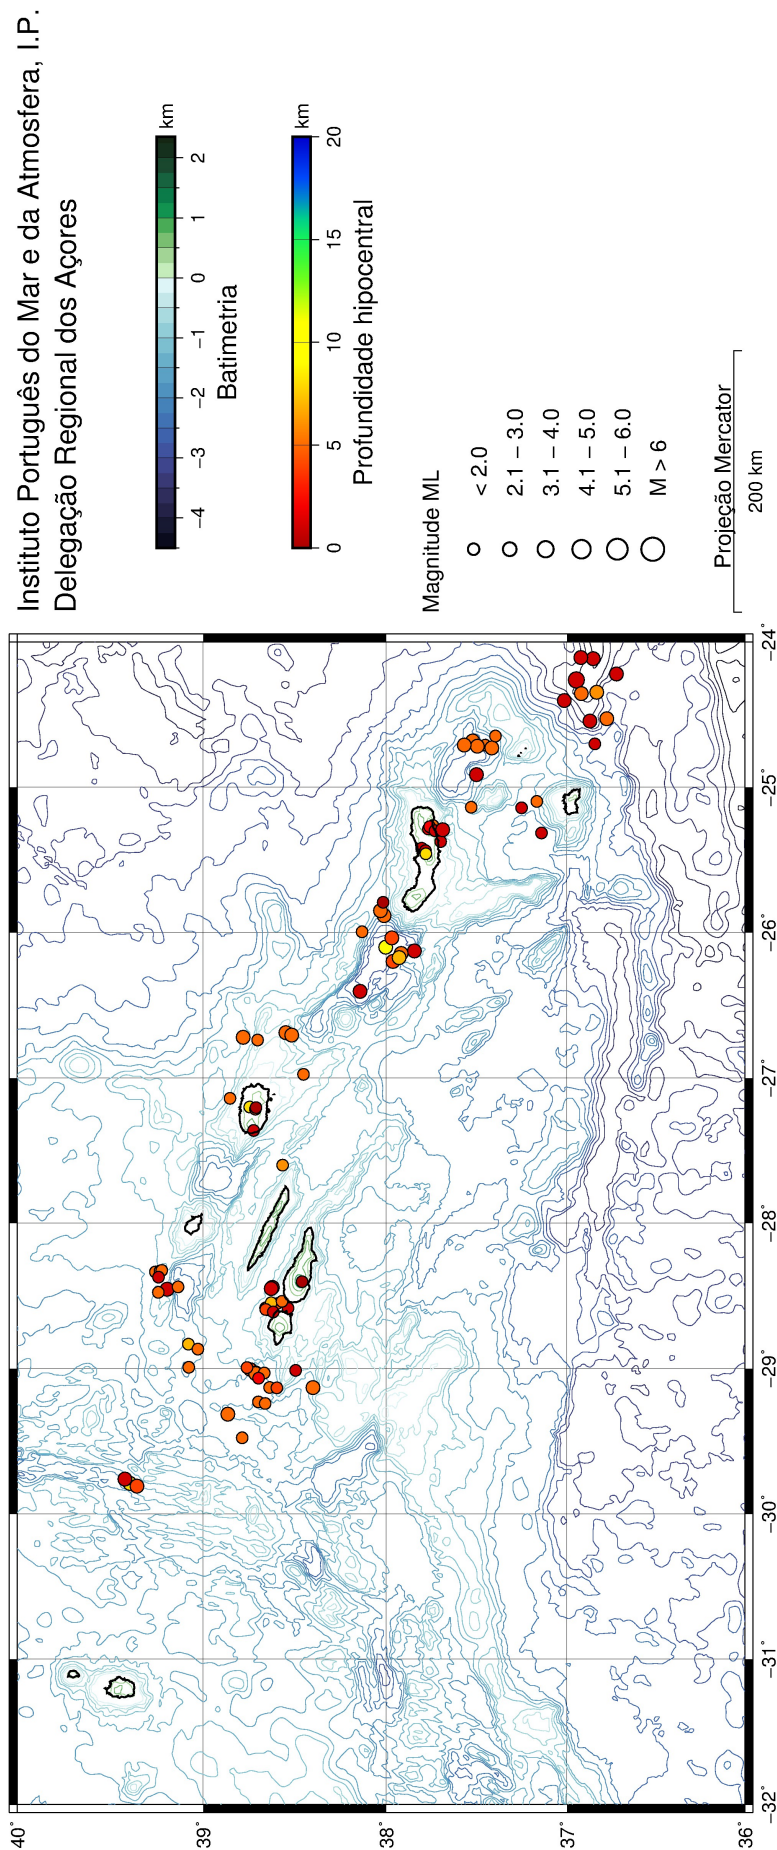 Instituto Português do Mar e da Atmosfera, I.P.
Delegação Regional dos Açores
km
−4 −3 −2 −1 0 1 2
Batimetria
km
0 5 10 15 20
Profundidade hipocentral
Magnitude ML
< 2.0
2.1 − 3.0
3.1 − 4.0
4.1 − 5.0
5.1 − 6.0
M > 6
Projeção Mercator
200 km
40˚
39˚
38˚
37˚
36˚
−32˚ −31˚ −30˚ −29˚ −28˚ −27˚ −26˚ −25˚ −24˚